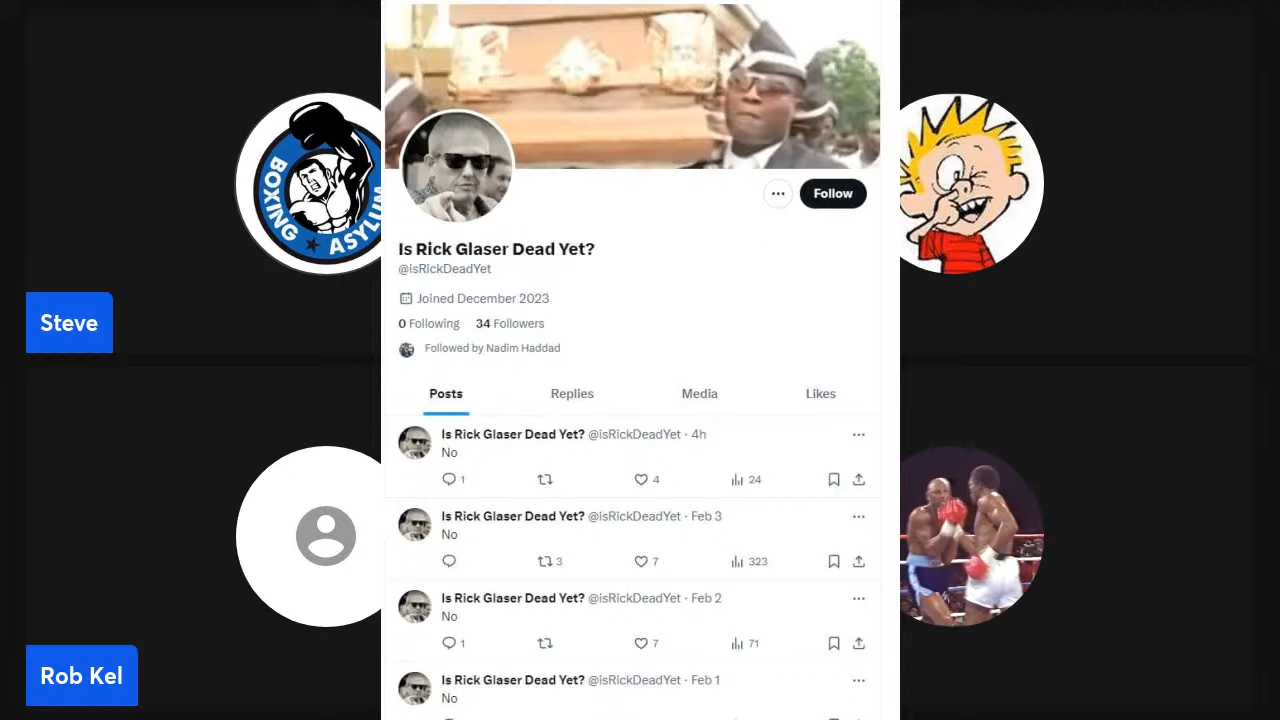 BOXING
ASYLUM
Steve
Rob Kel
Follow
Is Rick Glaser Dead Yet?
@isRickDeadYet
Joined December 2023
0 Following 34 Followers
Followed by Nadim Haddad
Posts Replies Media Likes
Is Rick Glaser Dead Yet? @isRickDeadYet · 4h
No
1 4 24
Is Rick Glaser Dead Yet? @isRickDeadYet · Feb 3
No
3 7 323
Is Rick Glaser Dead Yet? @isRickDeadYet · Feb 2
No
1 7 71
Is Rick Glaser Dead Yet? @isRickDeadYet · Feb 1
No